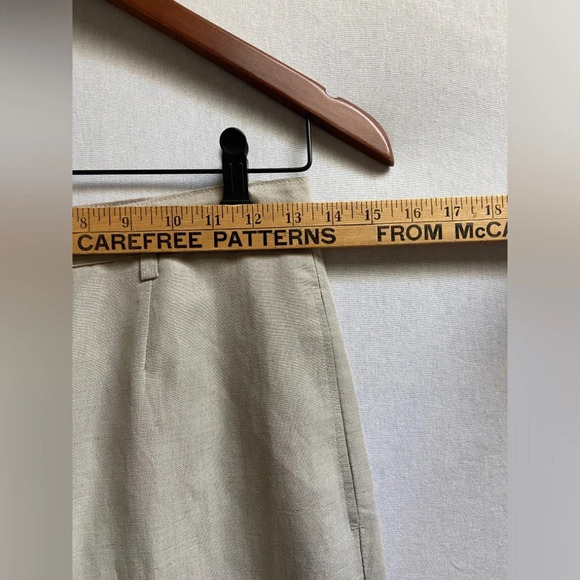 8 9 10 11 12 13 14 15 16 17 18
CAREFREE PATTERNS FROM McCA